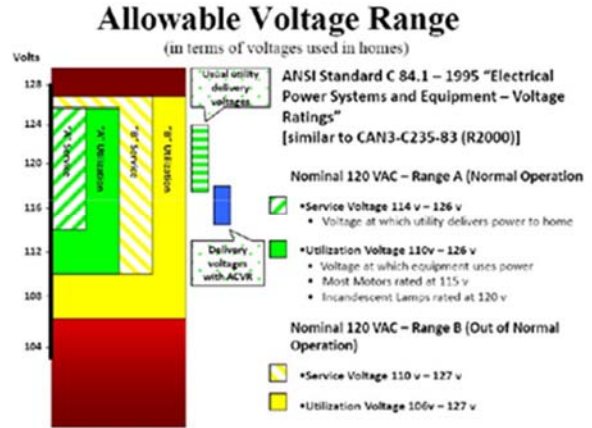 Allowable Voltage Range
(in terms of voltages used in homes)
Volts
128
124
120
116
112
108
104
"A" Service
"A" Utilization
"B" Service
"B" Utilization
Usual utility
delivery
voltages
Delivery
voltages
with ACVR
ANSI Standard C 84.1 – 1995 “Electrical
Power Systems and Equipment – Voltage
Ratings”
[similar to CAN3-C235-83 (R2000)]
Nominal 120 VAC – Range A (Normal Operation
•Service Voltage 114 v – 126 v
• Voltage at which utility delivers power to home
•Utilization Voltage 110v – 126 v
• Voltage at which equipment uses power
• Most Motors rated at 115 v
• Incandescent Lamps rated at 120 v
Nominal 120 VAC – Range B (Out of Normal
Operation)
•Service Voltage 110 v – 127 v
•Utilization Voltage 106v – 127 v